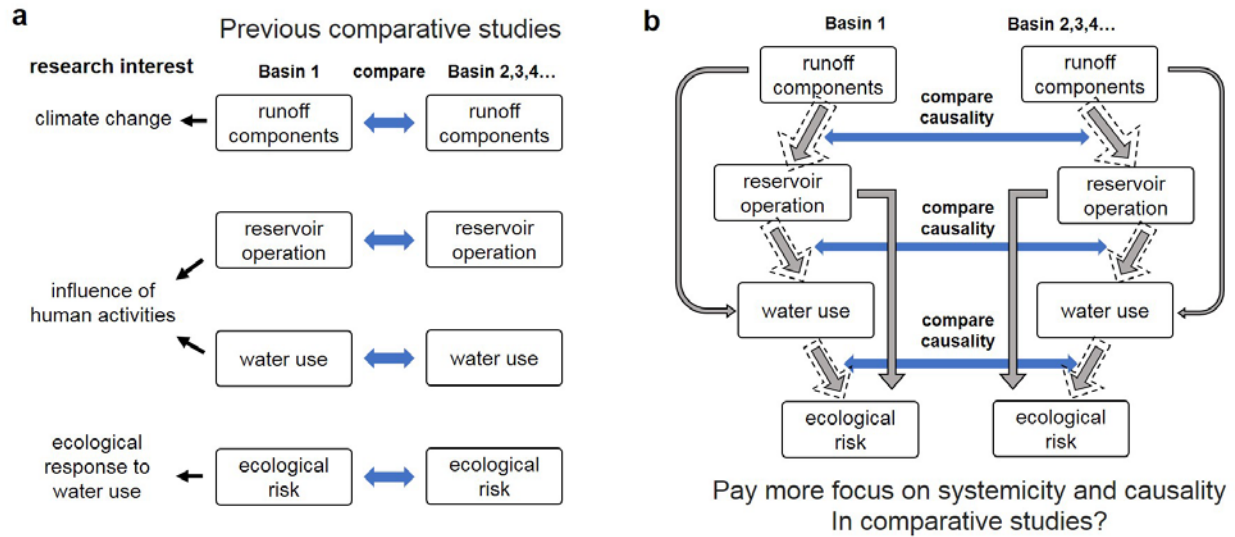 a
Previous comparative studies
research interest
Basin 1
compare
Basin 2,3,4...
climate change
runoff
components
runoff
components
reservoir
operation
reservoir
operation
influence of
human activities
water use
water use
ecological
response to
water use
ecological
risk
ecological
risk
b
Basin 1
Basin 2,3,4...
runoff
components
runoff
components
compare
causality
reservoir
operation
reservoir
operation
compare
causality
water use
water use
compare
causality
ecological
risk
ecological
risk
Pay more focus on systemicity and causality
In comparative studies?